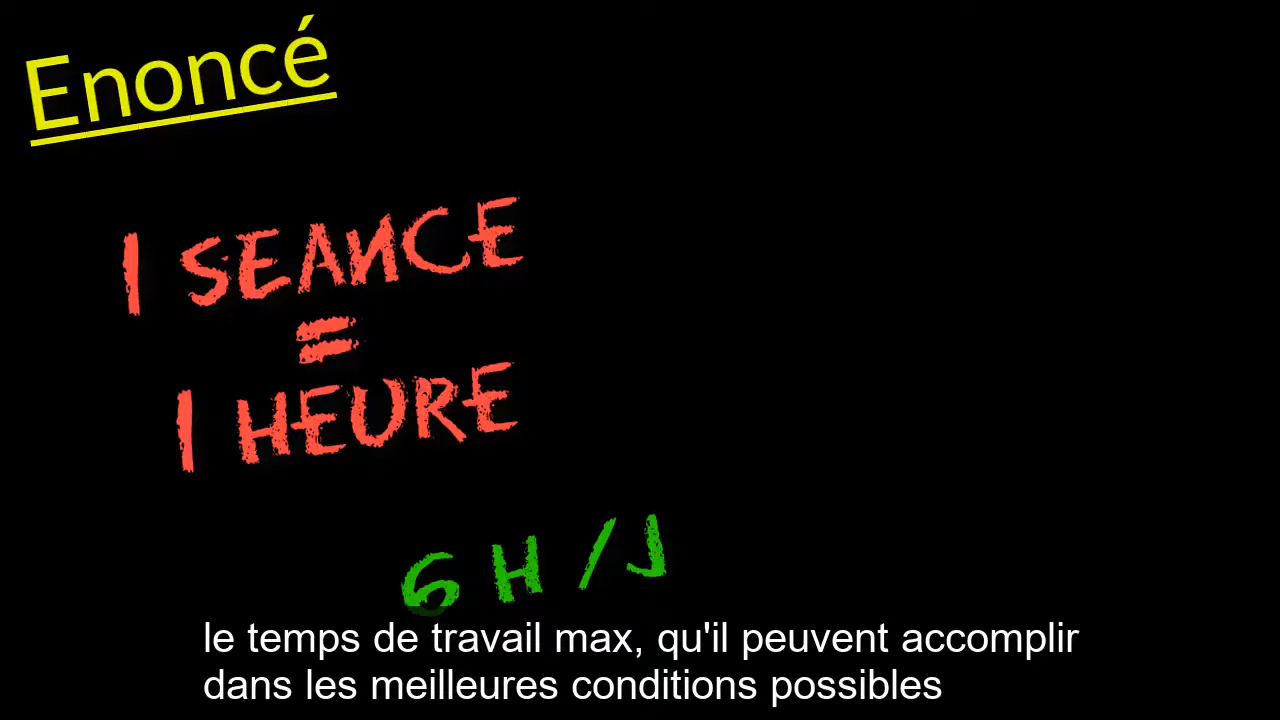 Enoncé
1 SEANCE
=
1 HEURE
6 H / J
le temps de travail max, qu'il peuvent accomplir
dans les meilleures conditions possibles